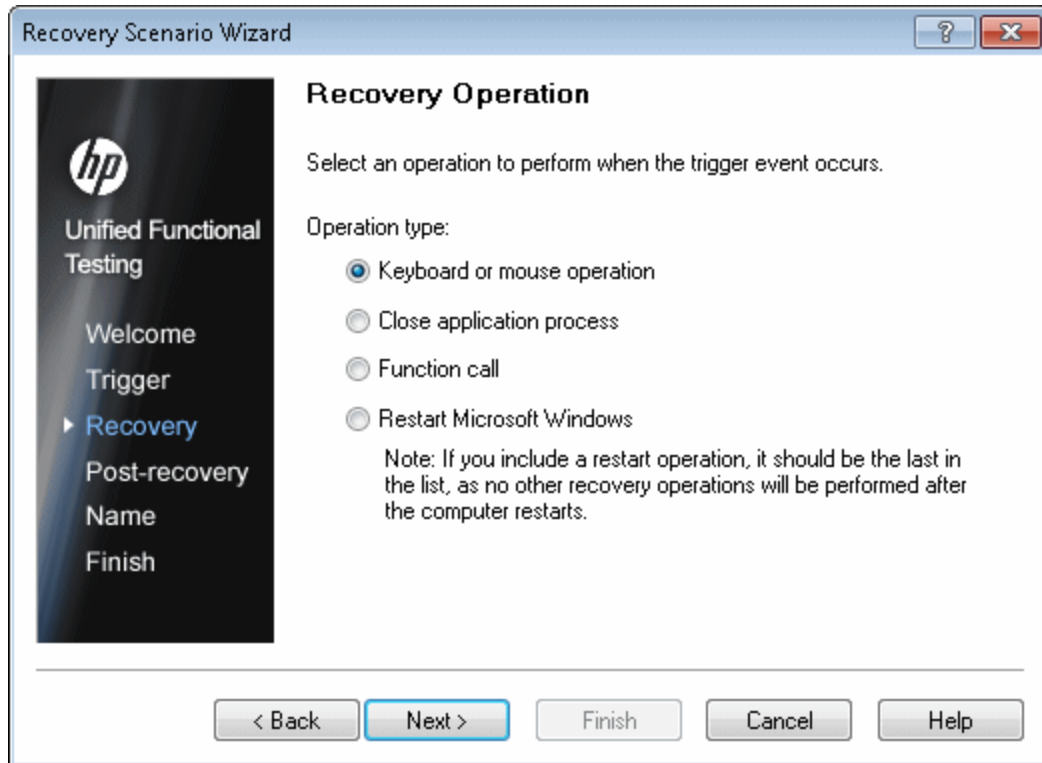 Recovery Scenario Wizard
?
hp
Unified Functional
Testing
Welcome
Trigger
Recovery
Post-recovery
Name
Finish
Recovery Operation
Select an operation to perform when the trigger event occurs.
Operation type:
Keyboard or mouse operation
Close application process
Function call
Restart Microsoft Windows
Note: If you include a restart operation, it should be the last in
the list, as no other recovery operations will be performed after
the computer restarts.
< Back
Next >
Finish
Cancel
Help